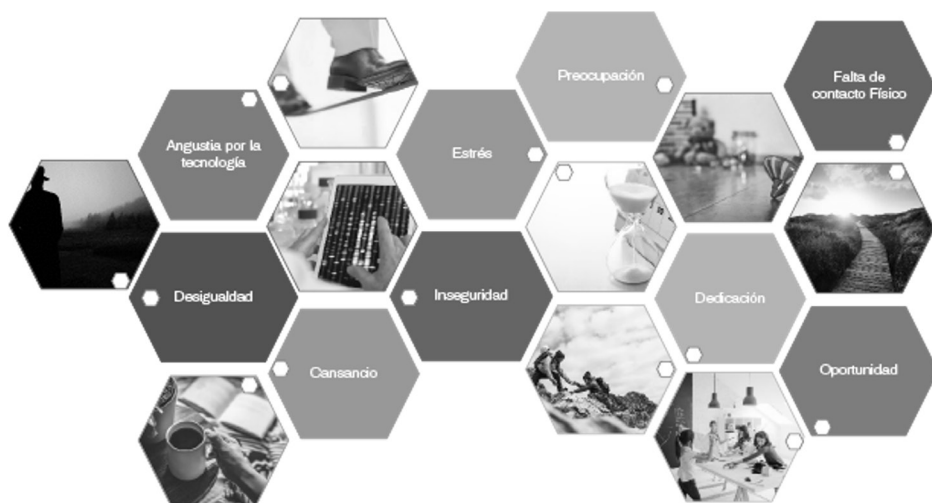 Preocupación
Falta de
contacto Físico
Angustia por la
tecnología
Estrés
Desigualdad
Inseguridad
Dedicación
Cansancio
Oportunidad